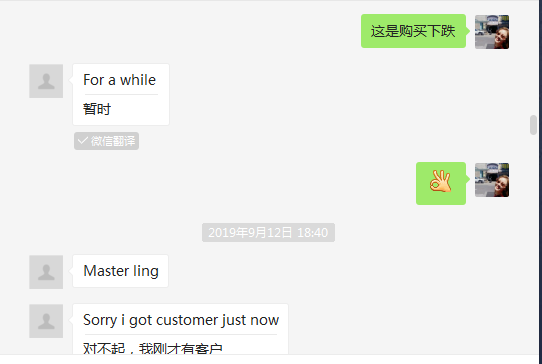 这是购买下跌
For a while
暂时
微信翻译
2019年9月12日 18:40
Master ling
Sorry i got customer just now
对不起，我刚才有客户